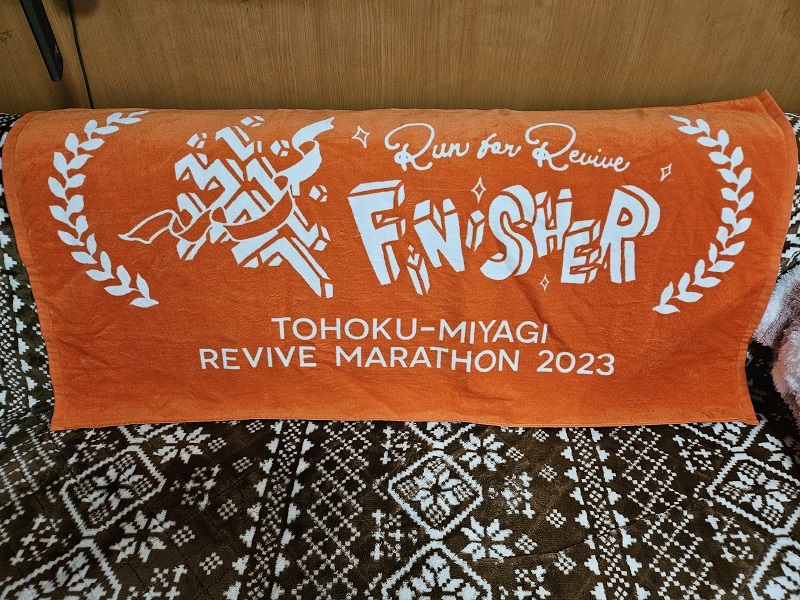 Run for Revive
FiNiSHER
TOHOKU-MIYAGI
REVIVE MARATHON 2023